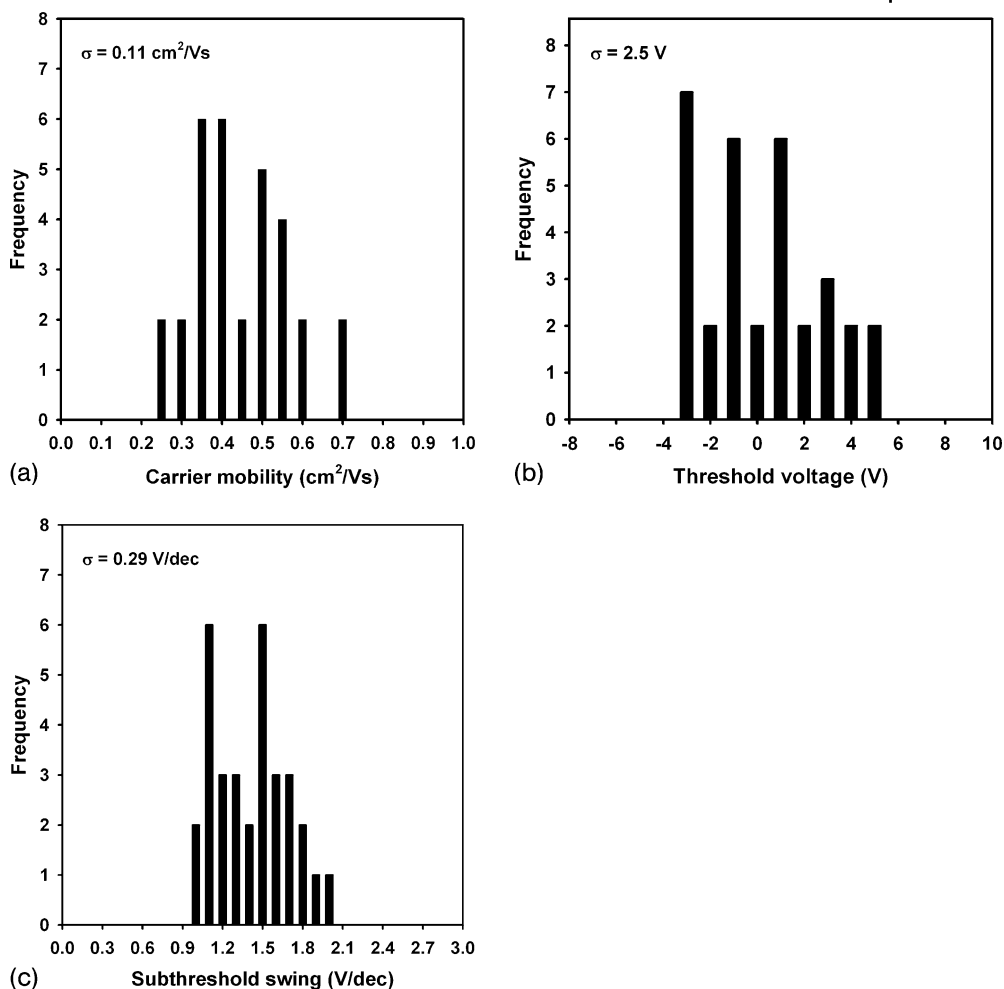 8
7
6
5
4
3
2
1
0
Frequency
σ = 0.11 cm²/Vs
0.0 0.1 0.2 0.3 0.4 0.5 0.6 0.7 0.8 0.9 1.0
(a) Carrier mobility (cm²/Vs)
8
7
6
5
4
3
2
1
0
Frequency
σ = 2.5 V
-8 -6 -4 -2 0 2 4 6 8 10
(b) Threshold voltage (V)
8
7
6
5
4
3
2
1
0
Frequency
σ = 0.29 V/dec
0.0 0.3 0.6 0.9 1.2 1.5 1.8 2.1 2.4 2.7 3.0
(c) Subthreshold swing (V/dec)